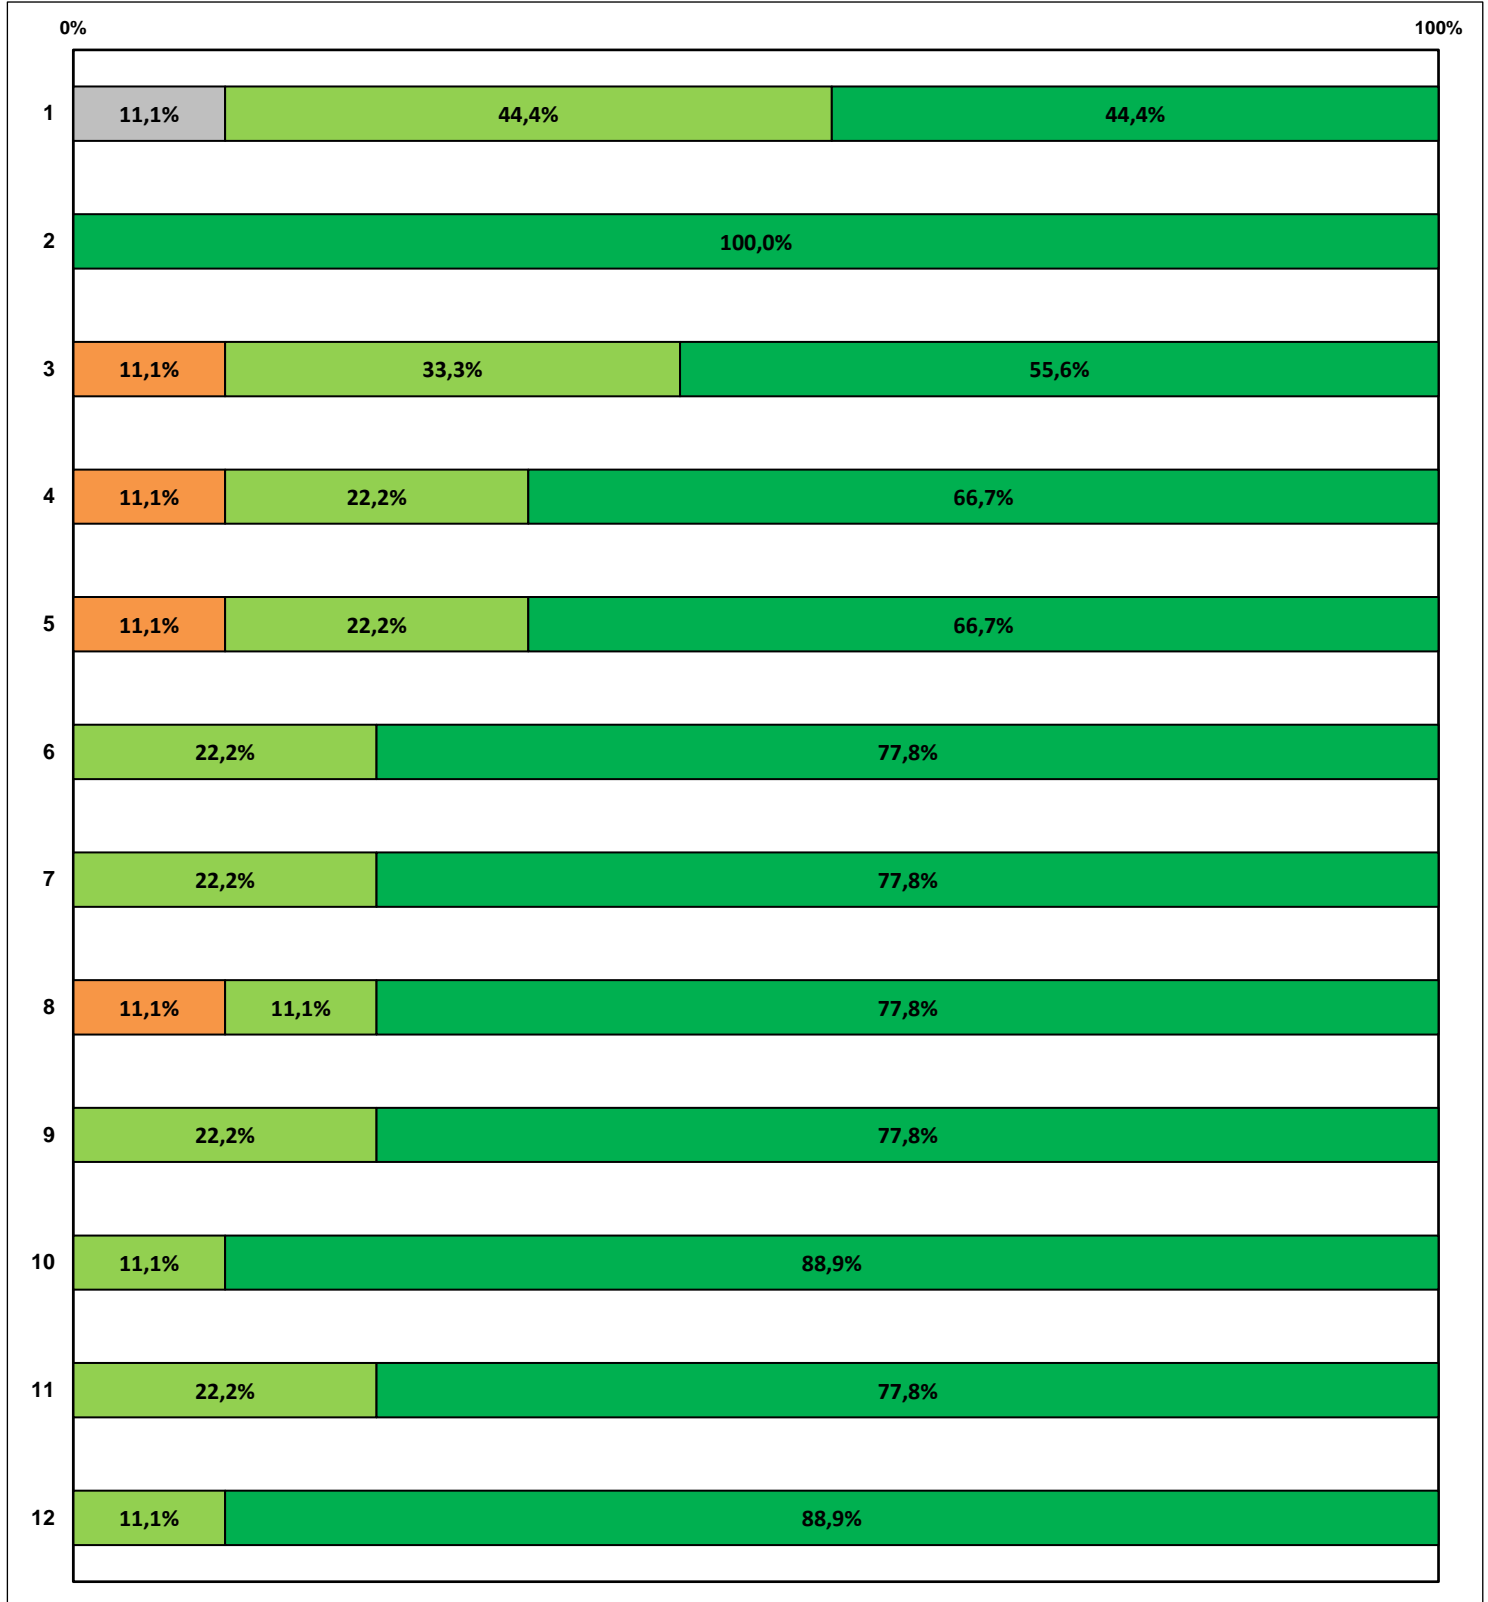 0% 100%
1 11,1% 44,4% 44,4%
2 100,0%
3 11,1% 33,3% 55,6%
4 11,1% 22,2% 66,7%
5 11,1% 22,2% 66,7%
6 22,2% 77,8%
7 22,2% 77,8%
8 11,1% 11,1% 77,8%
9 22,2% 77,8%
10 11,1% 88,9%
11 22,2% 77,8%
12 11,1% 88,9%